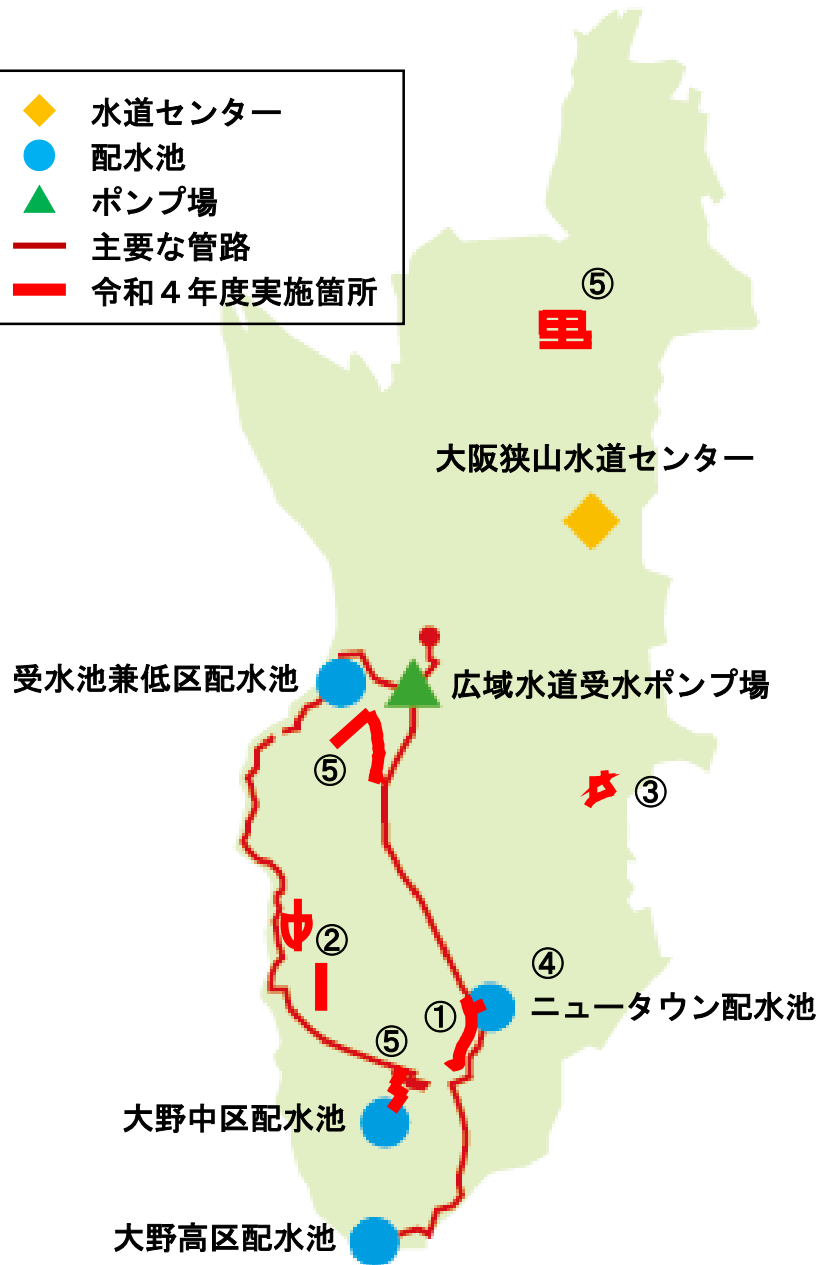 水道センター
配水池
ポンプ場
主要な管路
令和４年度実施箇所
⑤
大阪狭山水道センター
受水池兼低区配水池
広域水道受水ポンプ場
⑤
③
②
④
ニュータウン配水池
①
⑤
大野中区配水池
大野高区配水池